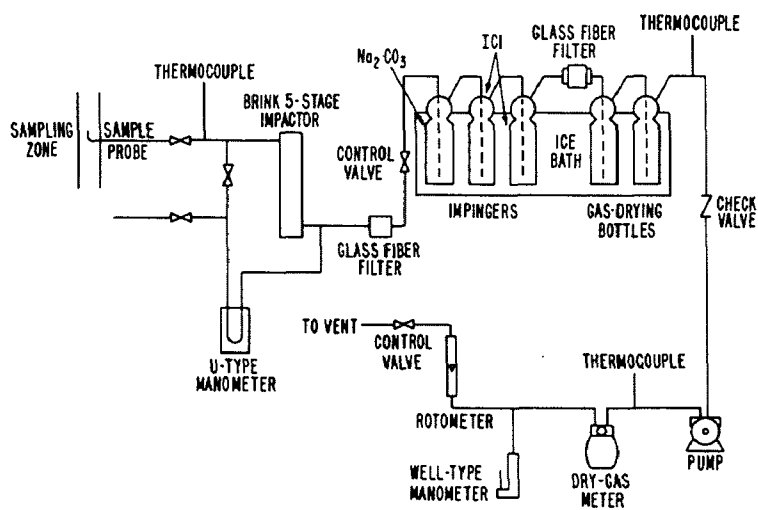 THERMOCOUPLE
Na2CO3
ICI
GLASS FIBER
FILTER
THERMOCOUPLE
BRINK 5-STAGE
IMPACTOR
SAMPLING
ZONE
SAMPLE
PROBE
CONTROL
VALVE
ICE
BATH
IMPINGERS
GAS-DRYING
BOTTLES
CHECK
VALVE
GLASS FIBER
FILTER
U-TYPE
MANOMETER
TO VENT
CONTROL
VALVE
ROTOMETER
THERMOCOUPLE
WELL-TYPE
MANOMETER
DRY-GAS
METER
PUMP